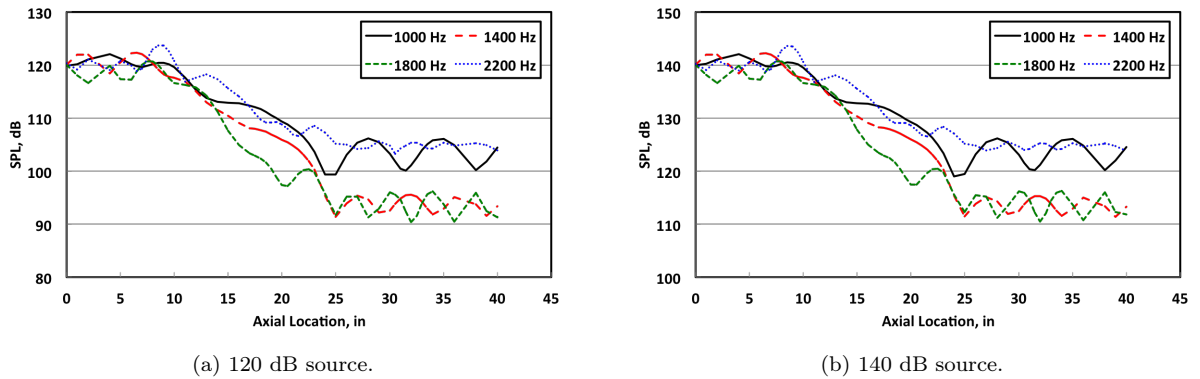 130
120
110
100
90
80
SPL, dB
1000 Hz 1400 Hz
1800 Hz 2200 Hz
0 5 10 15 20 25 30 35 40 45
Axial Location, in
(a) 120 dB source.
150
140
130
120
110
100
SPL, dB
1000 Hz 1400 Hz
1800 Hz 2200 Hz
0 5 10 15 20 25 30 35 40 45
Axial Location, in
(b) 140 dB source.